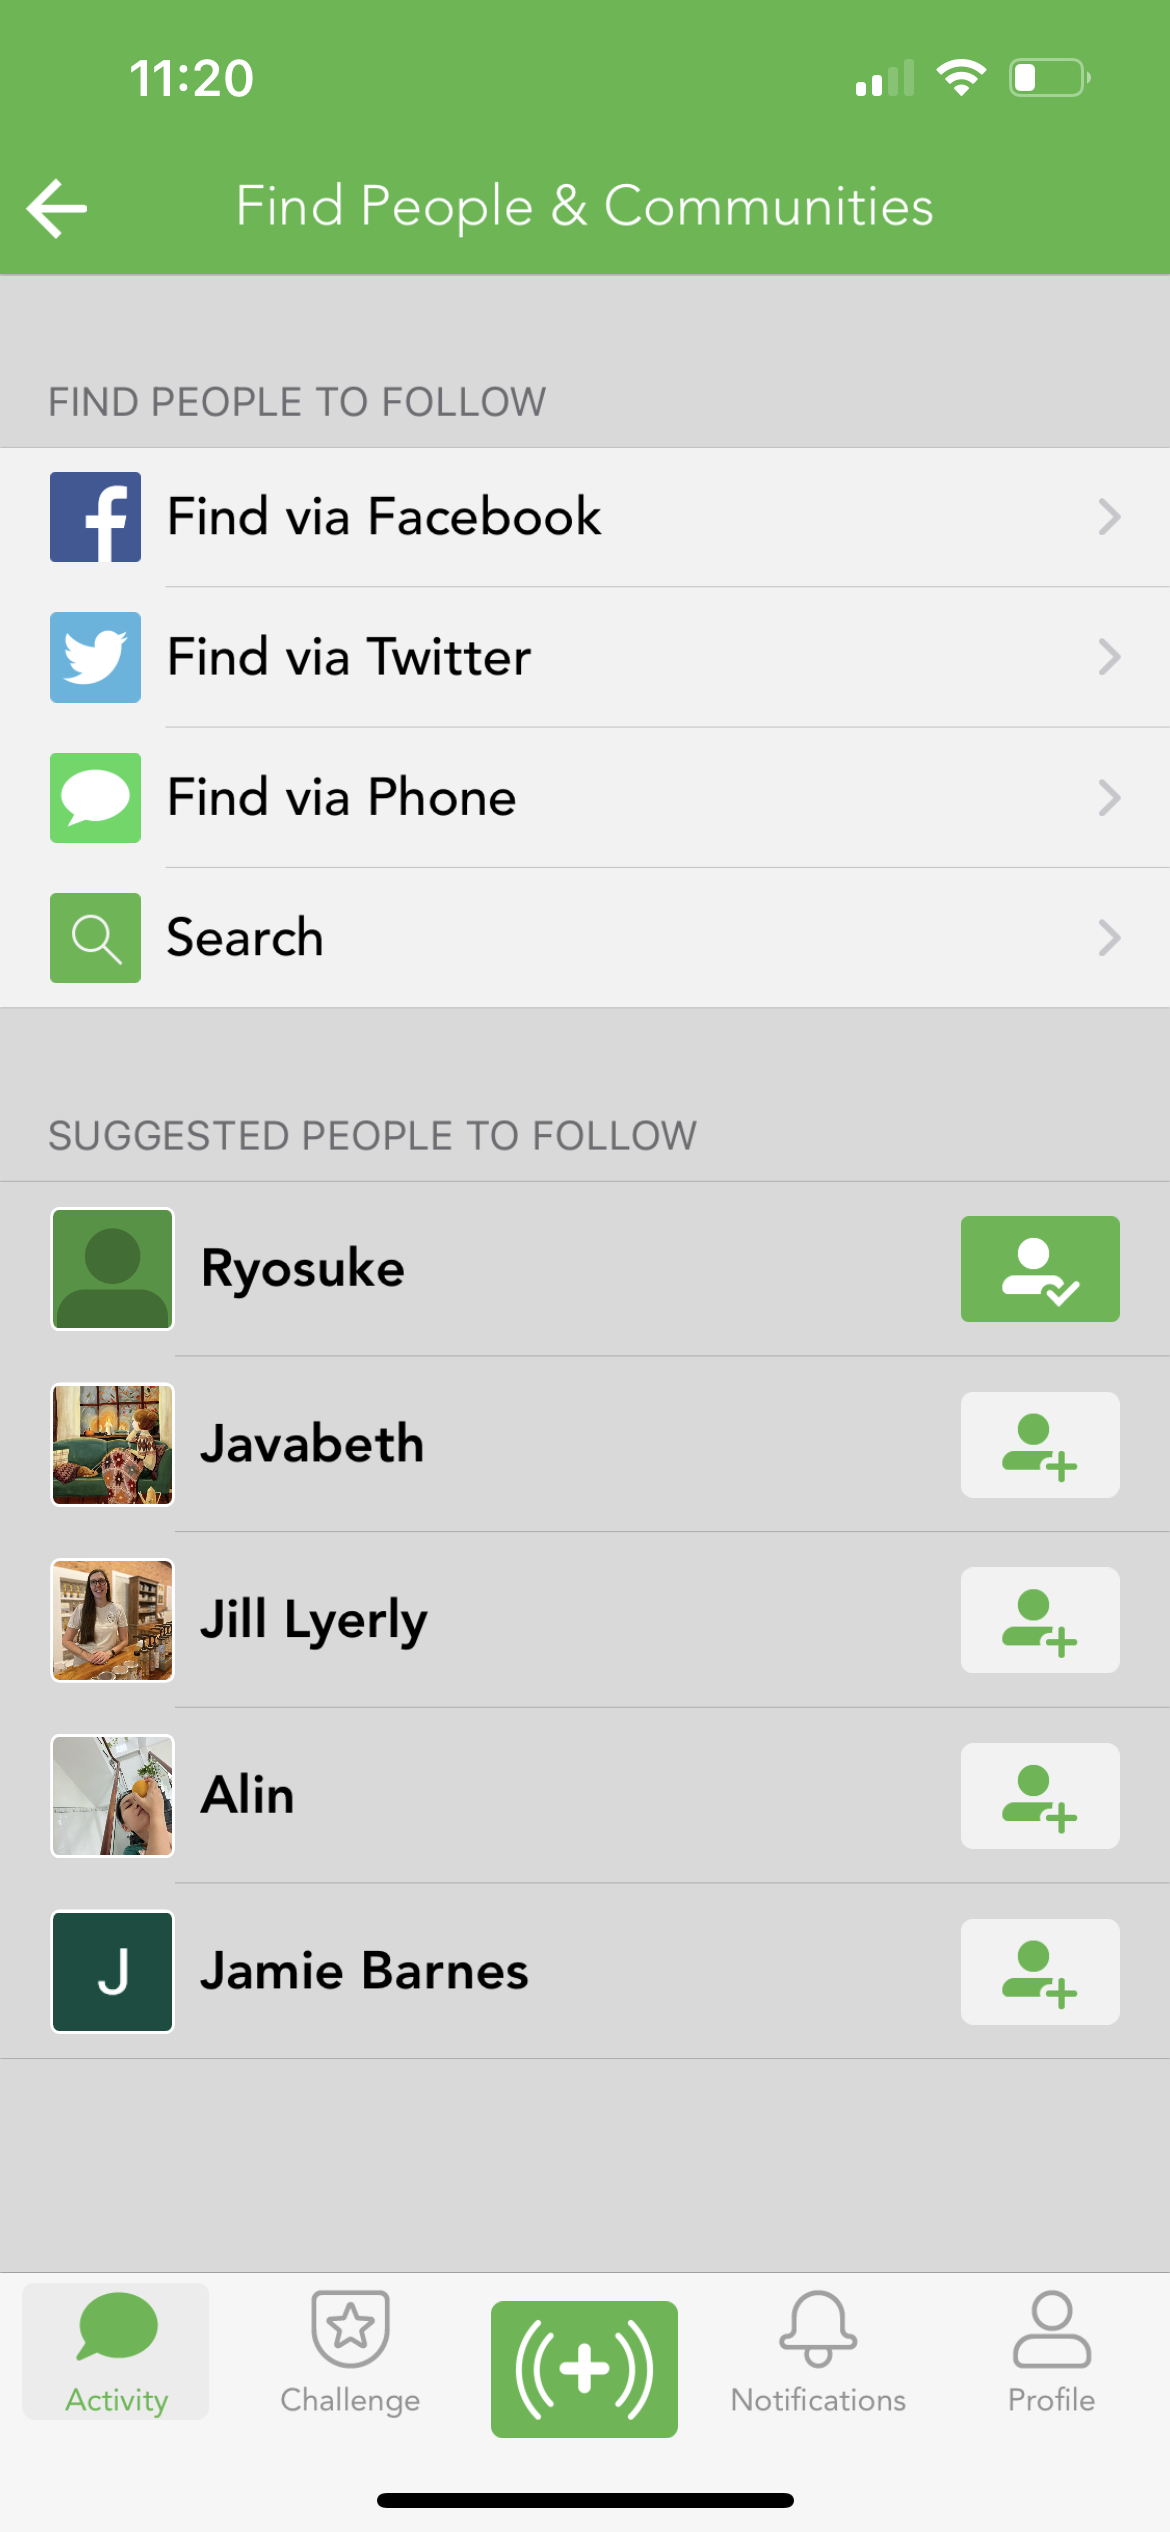 11:20
Find People & Communities
FIND PEOPLE TO FOLLOW
Find via Facebook
Find via Twitter
Find via Phone
Search
SUGGESTED PEOPLE TO FOLLOW
Ryosuke
Javabeth
Jill Lyerly
Alin
J
Jamie Barnes
Activity
Challenge
Notifications
Profile